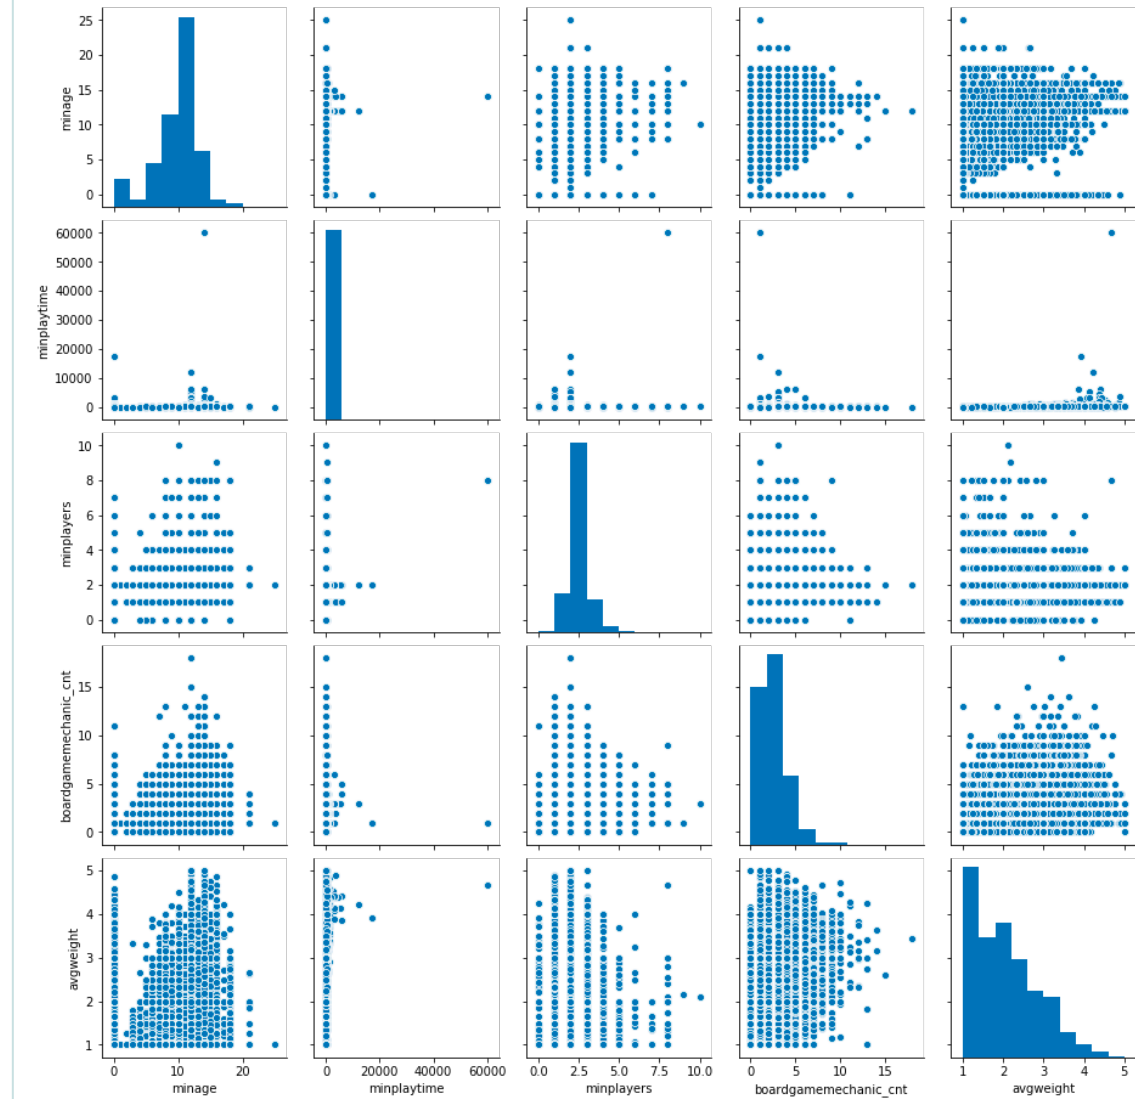 25
20
15
10
5
0
minage
60000
50000
40000
30000
20000
10000
0
minplaytime
10
8
6
4
2
0
minplayers
15
10
5
0
boardgamemechanic_cnt
5
4
3
2
1
avgweight
0 20
minage
0 20000 40000 60000
minplaytime
0.0 2.5 5.0 7.5 10.0
minplayers
0 5 10 15
boardgamemechanic_cnt
1 2 3 4 5
avgweight